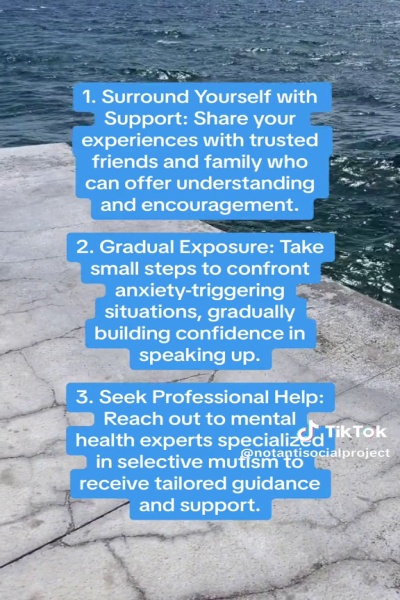 1. Surround Yourself with
Support: Share your
experiences with trusted
friends and family who
can offer understanding
and encouragement.
2. Gradual Exposure: Take
small steps to confront
anxiety-triggering
situations, gradually
building confidence in
speaking up.
3. Seek Professional Help:
Reach out to mental
health experts specialized
in selective mutism to
receive tailored guidance
and support.
TikTok
@notantisocialproject